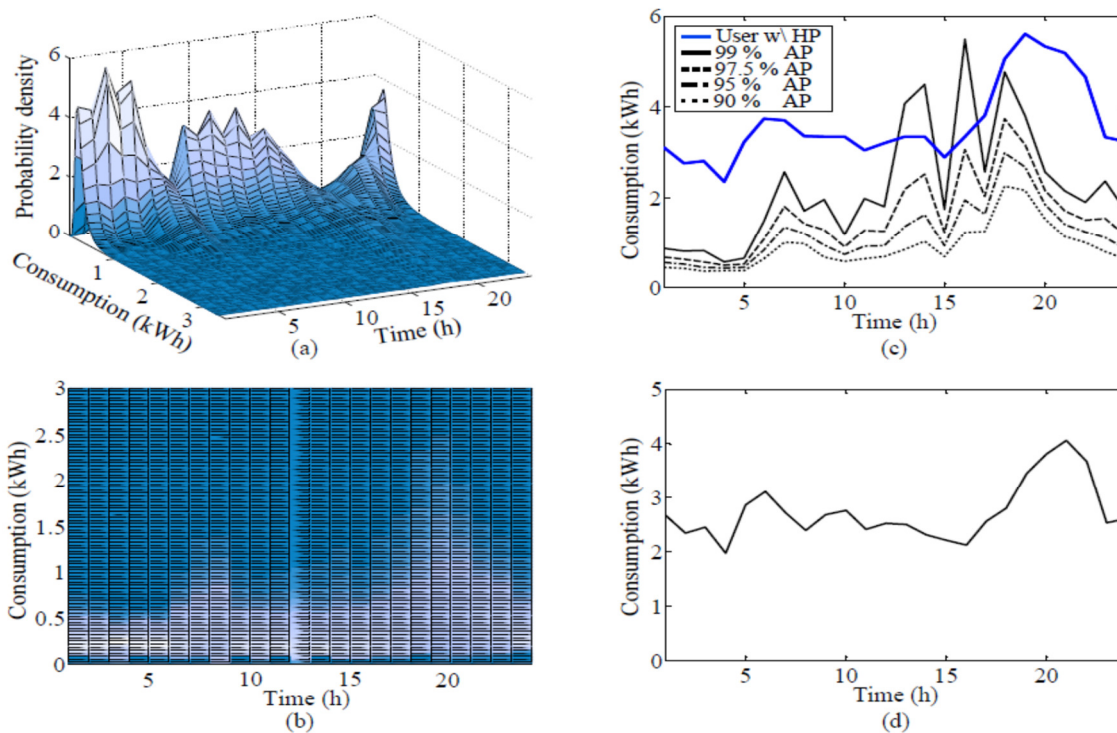 6
4
2
0
Probability density
1
2
3
Consumption (kWh)
5
10
15
20
Time (h)
(a)
6
4
2
0
Consumption (kWh)
User w\ HP
99 % AP
97.5 % AP
95 % AP
90 % AP
5
10
15
20
Time (h)
(c)
3
2.5
2
1.5
1
0.5
0
Consumption (kWh)
5
10
15
20
Time (h)
(b)
5
4
3
2
1
0
Consumption (kWh)
5
10
15
20
Time (h)
(d)